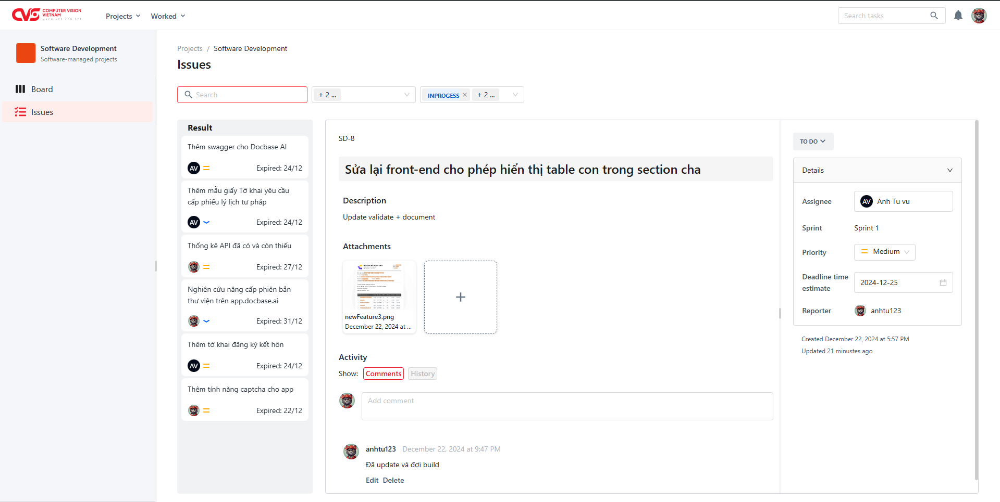 CVS COMPUTER VISION
VIETNAM
Projects
Worked
Search tasks
Software Development
Software-managed projects
Board
Issues
Projects / Software Development
Issues
Search
+ 2 ...
INPROGESS
+ 2 ...
Result
Thêm swagger cho Docbase AI
AV
Expired: 24/12
Thêm mẫu giấy Tờ khai yêu cầu
cấp phiếu lý lịch tư pháp
AV
Expired: 24/12
Thống kê API đã có và còn thiếu
Expired: 27/12
Nghiên cứu nâng cấp phiên bản
thư viện trên app.docbase.ai
Expired: 31/12
Thêm tờ khai đăng ký kết hôn
AV
Expired: 24/12
Thêm tính năng captcha cho app
Expired: 22/12
SD-8
Sửa lại front-end cho phép hiển thị table con trong section cha
Description
Update validate + document
Attachments
newFeature3.png
December 22, 2024 at ...
Activity
Show: Comments History
Add comment
anhtu123 December 22, 2024 at 9:47 PM
Đã update và đợi build
Edit Delete
TO DO
Details
Assignee
AV Anh Tu vu
Sprint
Sprint 1
Priority
Medium
Deadline time
estimate
2024-12-25
Reporter
anhtu123
Created December 22, 2024 at 5:57 PM
Updated 21 minustes ago